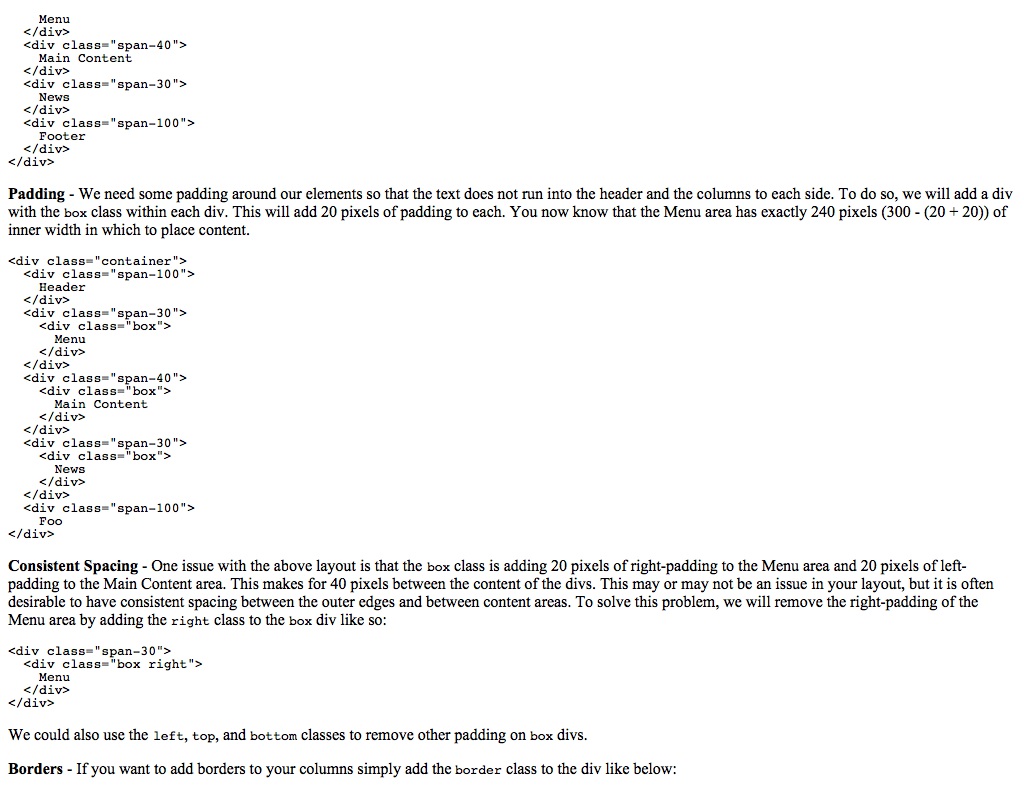 Menu
</div>
<div class="span-40">
Main Content
</div>
<div class="span-30">
News
</div>
<div class="span-100">
Footer
</div>
</div>
Padding - We need some padding around our elements so that the text does not run into the header and the columns to each side. To do so, we will add a div
with the box class within each div. This will add 20 pixels of padding to each. You now know that the Menu area has exactly 240 pixels (300 - (20 + 20)) of
inner width in which to place content.
<div class="container">
<div class="span-100">
Header
</div>
<div class="span-30">
<div class="box">
Menu
</div>
</div>
<div class="span-40">
<div class="box">
Main Content
</div>
</div>
<div class="span-30">
<div class="box">
News
</div>
</div>
<div class="span-100">
Foo
</div>
Consistent Spacing - One issue with the above layout is that the box class is adding 20 pixels of right-padding to the Menu area and 20 pixels of left-
padding to the Main Content area. This makes for 40 pixels between the content of the divs. This may or may not be an issue in your layout, but it is often
desirable to have consistent spacing between the outer edges and between content areas. To solve this problem, we will remove the right-padding of the
Menu area by adding the right class to the box div like so:
<div class="span-30">
<div class="box right">
Menu
</div>
</div>
We could also use the left, top, and bottom classes to remove other padding on box divs.
Borders - If you want to add borders to your columns simply add the border class to the div like below: